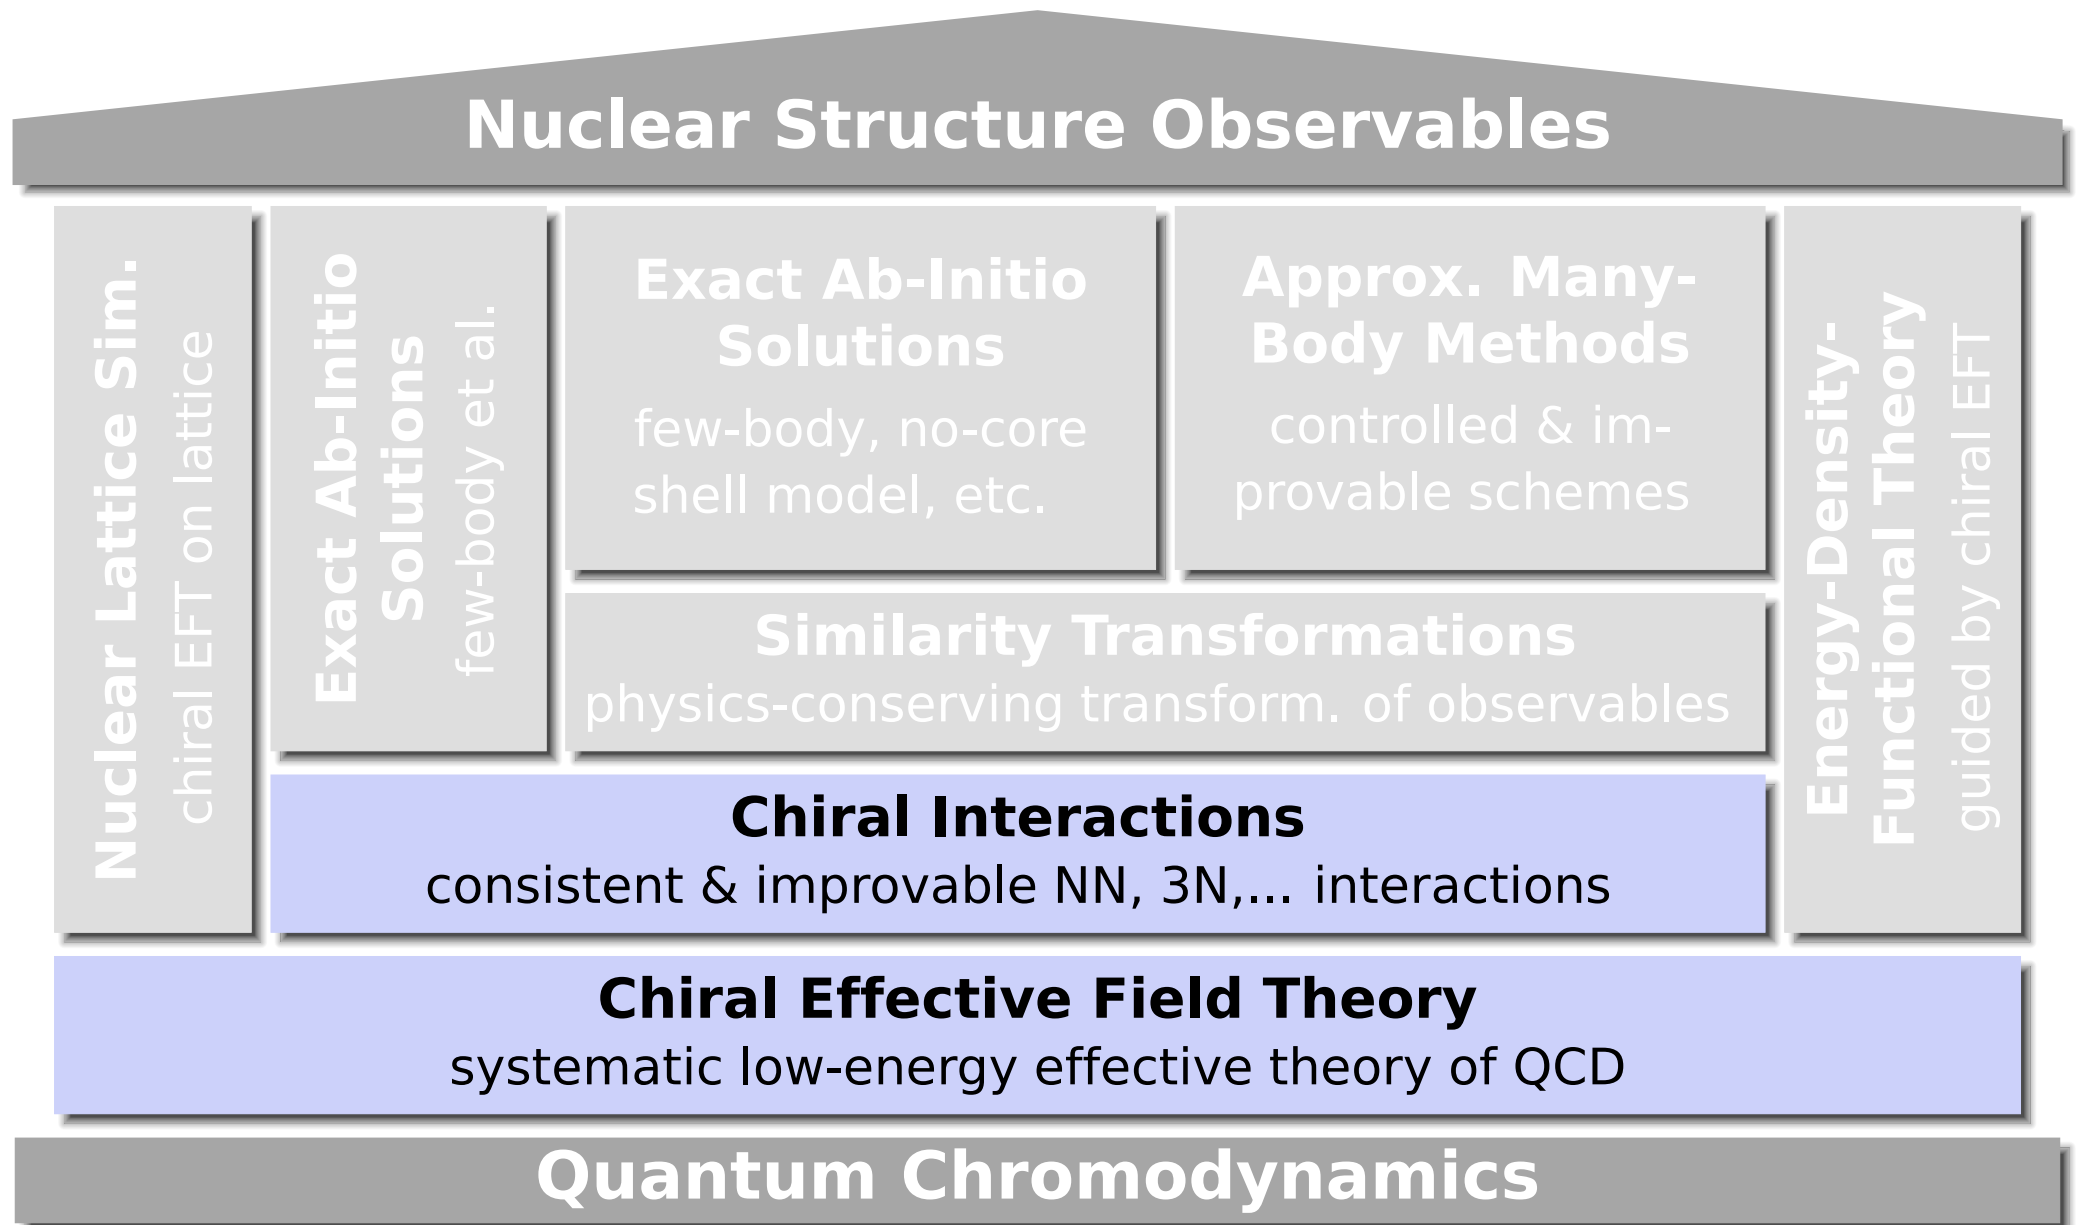 Nuclear Structure Observables
Nuclear Lattice Sim.
chiral EFT on lattice
Exact Ab-Initio
Solutions
few-body et al.
Exact Ab-Initio
Solutions
few-body, no-core
shell model, etc.
Approx. Many-
Body Methods
controlled & im-
provable schemes
Energy-Density-
Functional Theory
guided by chiral EFT
Similarity Transformations
physics-conserving transform. of observables
Chiral Interactions
consistent & improvable NN, 3N,... interactions
Chiral Effective Field Theory
systematic low-energy effective theory of QCD
Quantum Chromodynamics